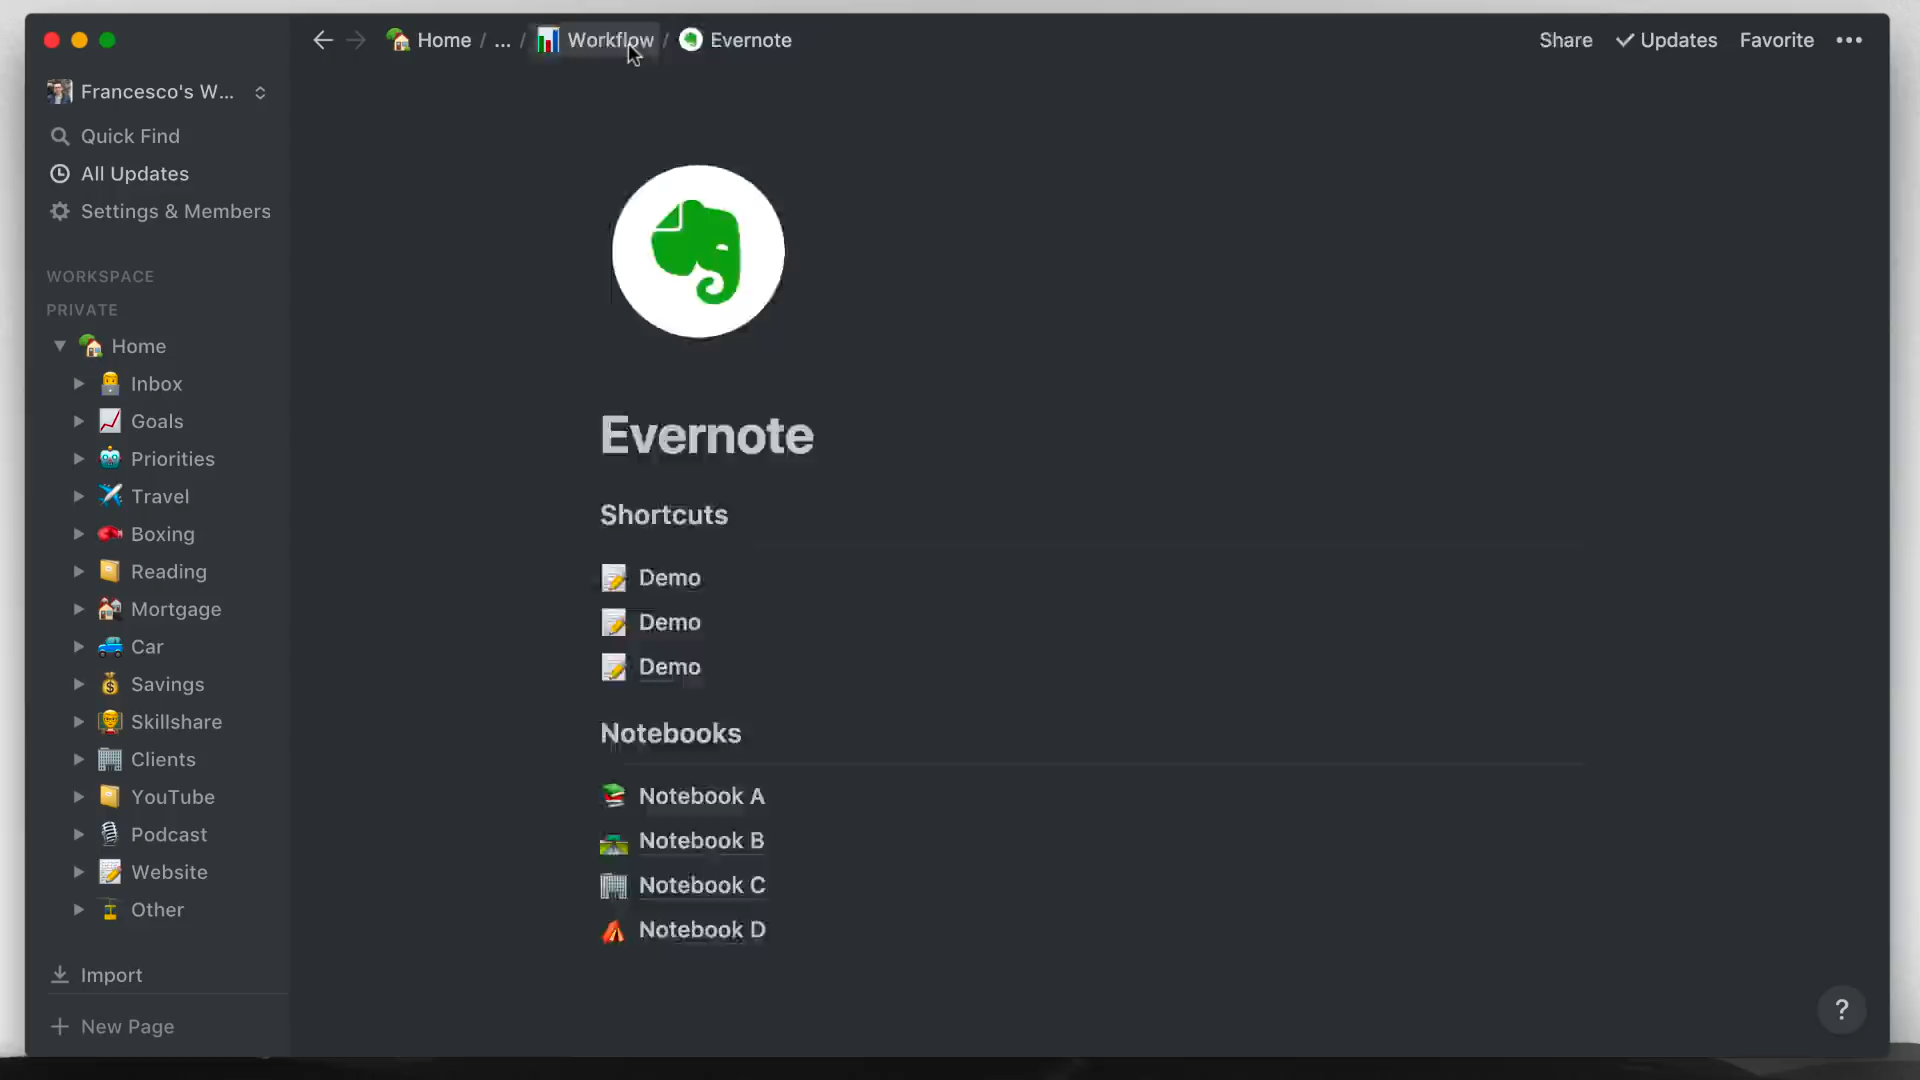 Home / ... / Workflow / Evernote
Share Updates Favorite •••
Francesco's W...
Quick Find
All Updates
Settings & Members
WORKSPACE
PRIVATE
Home
Inbox
Goals
Priorities
Travel
Boxing
Reading
Mortgage
Car
Savings
Skillshare
Clients
YouTube
Podcast
Website
Other
Import
New Page
Evernote
Shortcuts
Demo
Demo
Demo
Notebooks
Notebook A
Notebook B
Notebook C
Notebook D
?